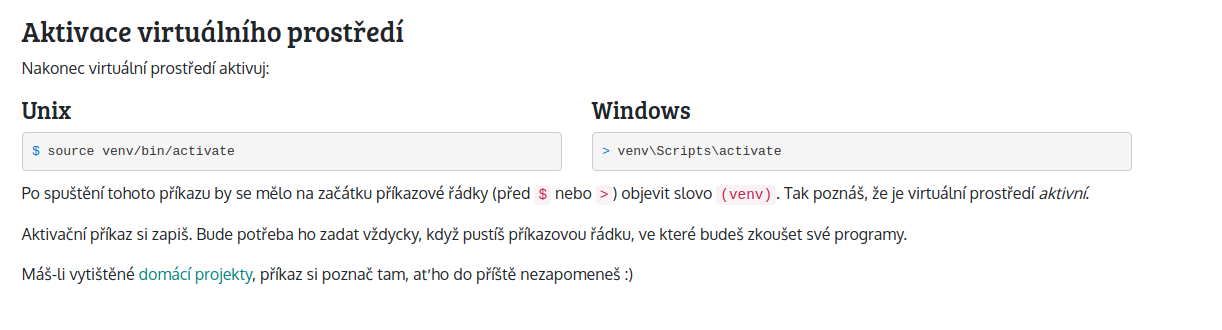 Aktivace virtuálního prostředí
Nakonec virtuální prostředí aktivuj:
Unix
$ source venv/bin/activate
Windows
> venv\Scripts\activate
Po spuštění tohoto příkazu by se mělo na začátku příkazové řádky (před $ nebo >) objevit slovo (venv). Tak poznáš, že je virtuální prostředí aktivní.
Aktivační příkaz si zapiš. Bude potřeba ho zadat vždycky, když pustíš příkazovou řádku, ve které budeš zkoušet své programy.
Máš-li vytištěné domácí projekty, příkaz si poznač tam, ať ho do příště nezapomeneš :)